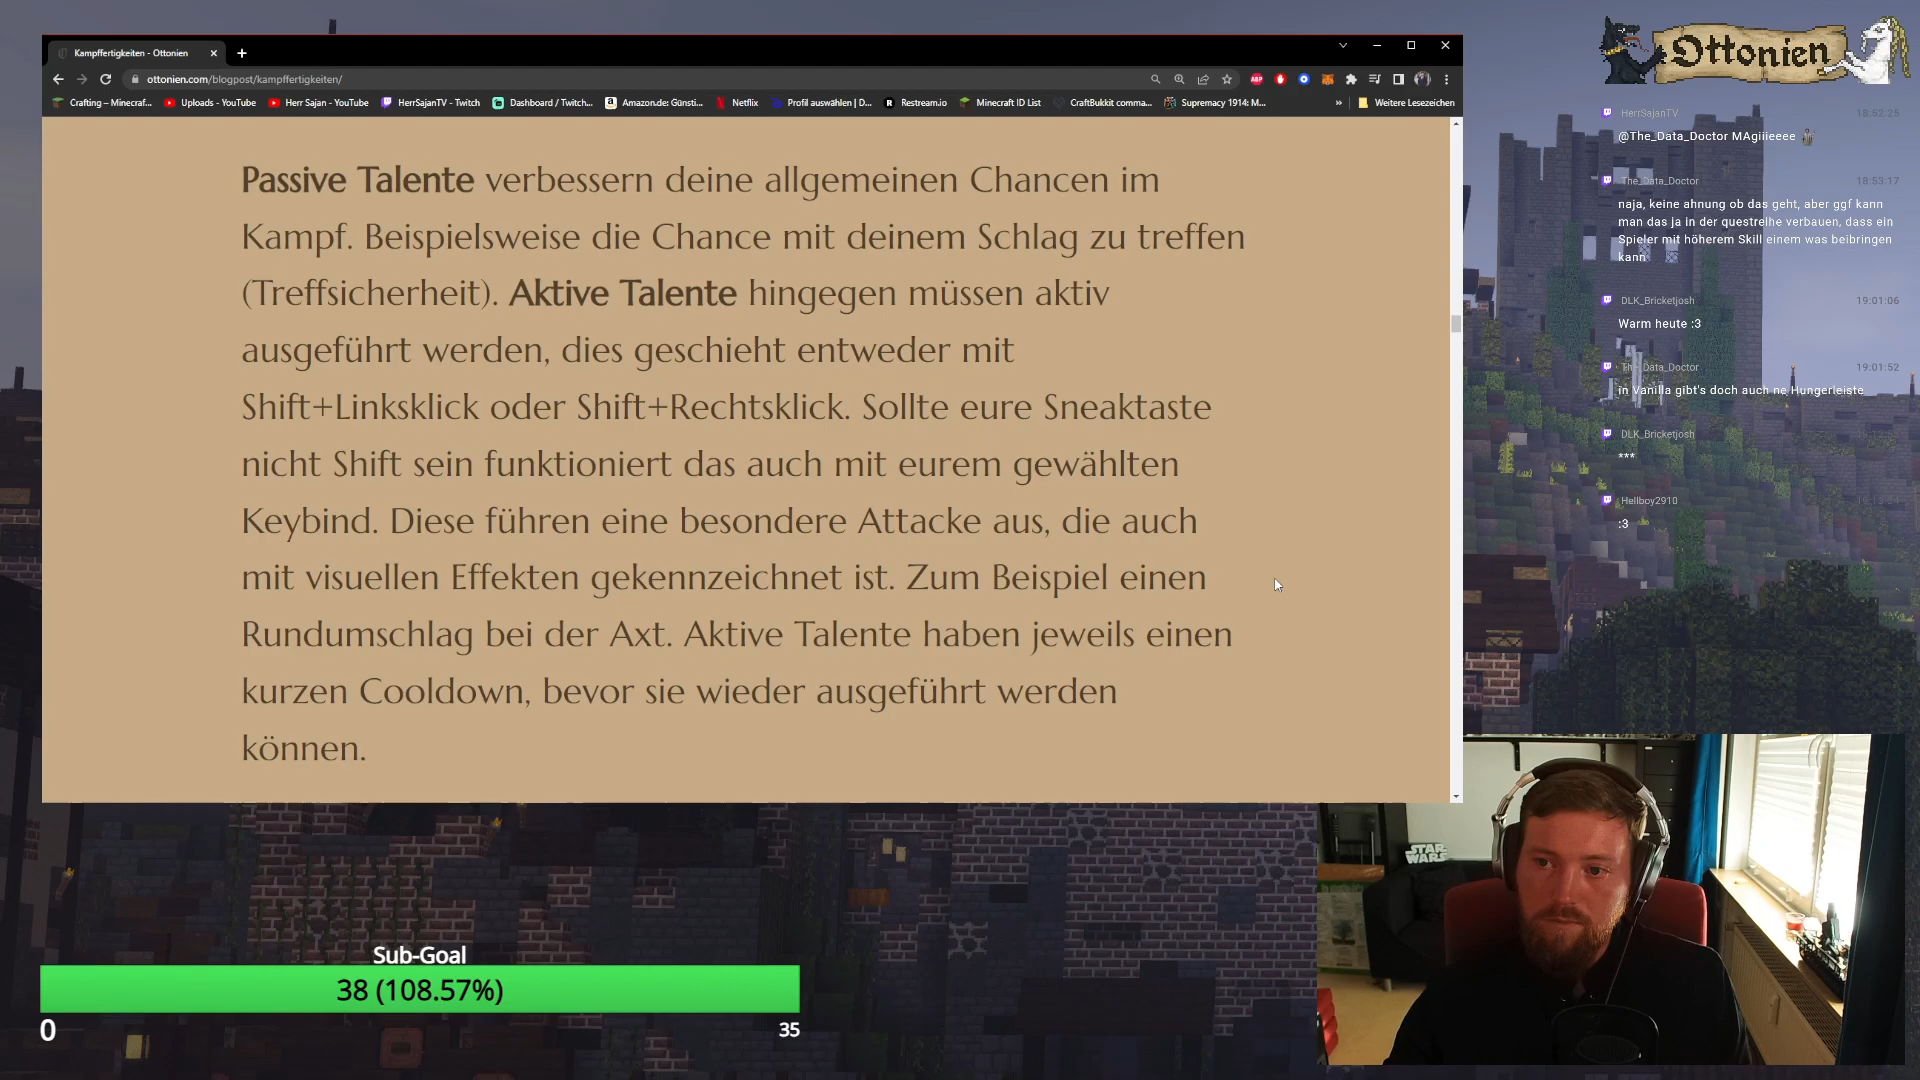 Kampffertigkeiten - Ottonien
ottonien.com/blogpost/kampffertigkeiten/
Crafting – Minecraf... Uploads - YouTube Herr Sajan - YouTube HerrSajanTV - Twitch Dashboard / Twitch... Amazon.de: Günsti... Netflix Profil auswählen | D... Restream.io Minecraft ID List CraftBukkit comma... Supremacy 1914: M... » Weitere Lesezeichen
Passive Talente verbessern deine allgemeinen Chancen im
Kampf. Beispielsweise die Chance mit deinem Schlag zu treffen
(Treffsicherheit). Aktive Talente hingegen müssen aktiv
ausgeführt werden, dies geschieht entweder mit
Shift+Linksklick oder Shift+Rechtsklick. Sollte eure Sneaktaste
nicht Shift sein funktioniert das auch mit eurem gewählten
Keybind. Diese führen eine besondere Attacke aus, die auch
mit visuellen Effekten gekennzeichnet ist. Zum Beispiel einen
Rundumschlag bei der Axt. Aktive Talente haben jeweils einen
kurzen Cooldown, bevor sie wieder ausgeführt werden
können.
Ottonien
HerrSajanTV 18:52:25
@The_Data_Doctor MAgiiieeee
The_Data_Doctor 18:53:17
naja, keine ahnung ob das geht, aber ggf kann
man das ja in der questreihe verbauen, dass ein
Spieler mit höherem Skill einem was beibringen
kann
DLK_Bricketjosh 19:01:06
Warm heute :3
The_Data_Doctor 19:01:52
in Vanilla gibt's doch auch ne Hungerleiste
DLK_Bricketjosh
***
Hellboy2910
:3
STAR
WARS
Sub-Goal
38 (108.57%)
0 35